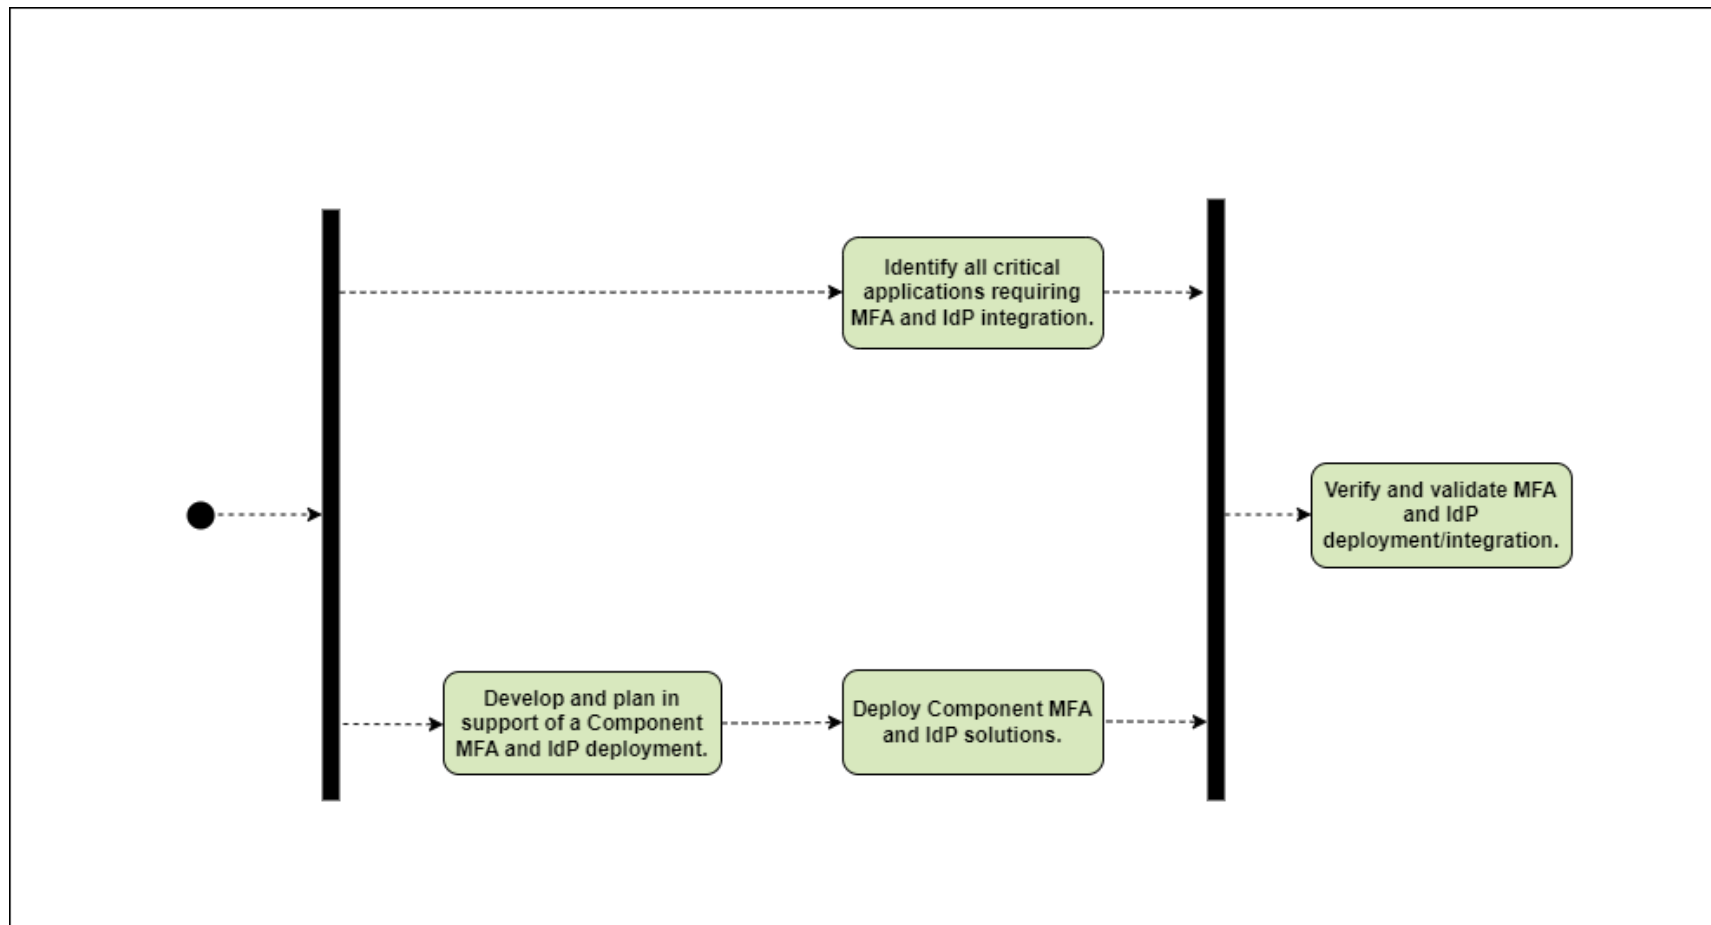 Identify all critical
applications requiring
MFA and IdP integration.
Verify and validate MFA
and IdP
deployment/integration.
Develop and plan in
support of a Component
MFA and IdP deployment.
Deploy Component MFA
and IdP solutions.